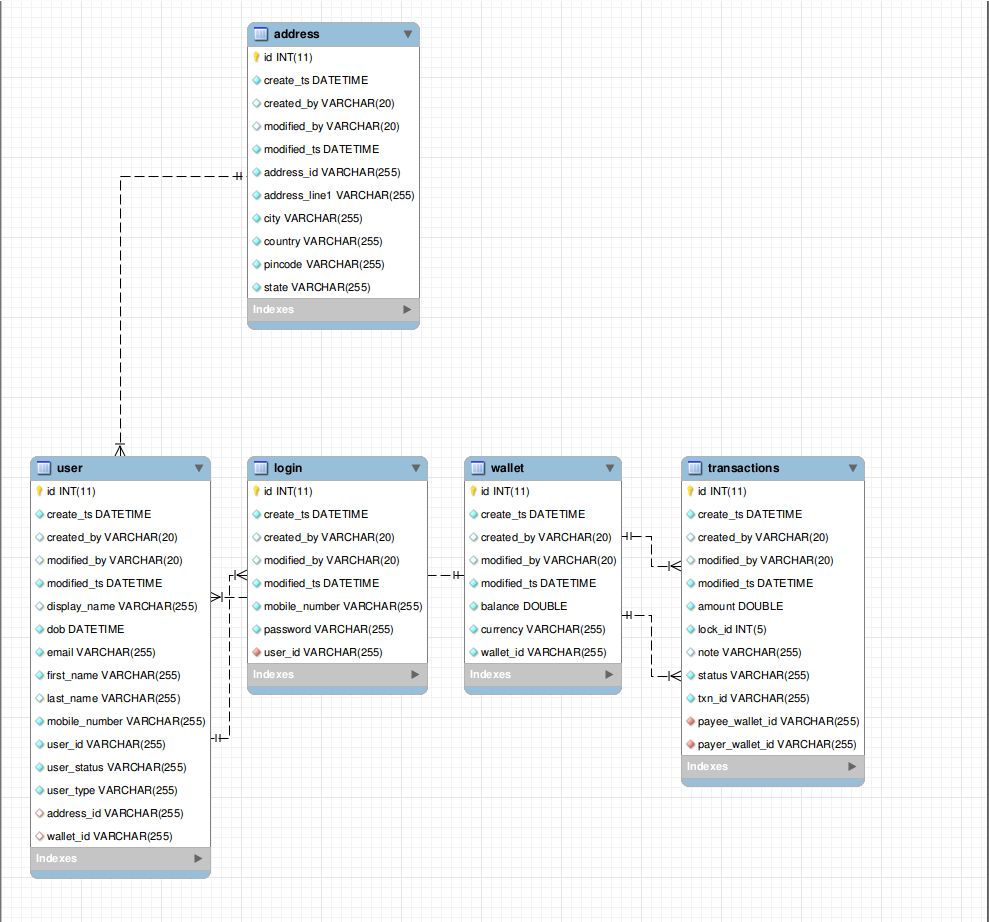 address
id INT(11)
create_ts DATETIME
created_by VARCHAR(20)
modified_by VARCHAR(20)
modified_ts DATETIME
address_id VARCHAR(255)
address_line1 VARCHAR(255)
city VARCHAR(255)
country VARCHAR(255)
pincode VARCHAR(255)
state VARCHAR(255)
Indexes
user
id INT(11)
create_ts DATETIME
created_by VARCHAR(20)
modified_by VARCHAR(20)
modified_ts DATETIME
display_name VARCHAR(255)
dob DATETIME
email VARCHAR(255)
first_name VARCHAR(255)
last_name VARCHAR(255)
mobile_number VARCHAR(255)
user_id VARCHAR(255)
user_status VARCHAR(255)
user_type VARCHAR(255)
address_id VARCHAR(255)
wallet_id VARCHAR(255)
Indexes
login
id INT(11)
create_ts DATETIME
created_by VARCHAR(20)
modified_by VARCHAR(20)
modified_ts DATETIME
mobile_number VARCHAR(255)
password VARCHAR(255)
user_id VARCHAR(255)
Indexes
wallet
id INT(11)
create_ts DATETIME
created_by VARCHAR(20)
modified_by VARCHAR(20)
modified_ts DATETIME
balance DOUBLE
currency VARCHAR(255)
wallet_id VARCHAR(255)
Indexes
transactions
id INT(11)
create_ts DATETIME
created_by VARCHAR(20)
modified_by VARCHAR(20)
modified_ts DATETIME
amount DOUBLE
lock_id INT(5)
note VARCHAR(255)
status VARCHAR(255)
txn_id VARCHAR(255)
payee_wallet_id VARCHAR(255)
payer_wallet_id VARCHAR(255)
Indexes